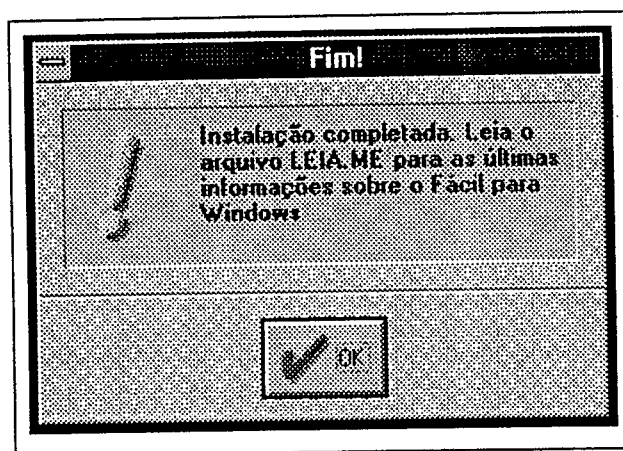 Fim!
Instalação completada. Leia o
arquivo LEIA.ME para as últimas
informações sobre o Fácil para
Windows
OK